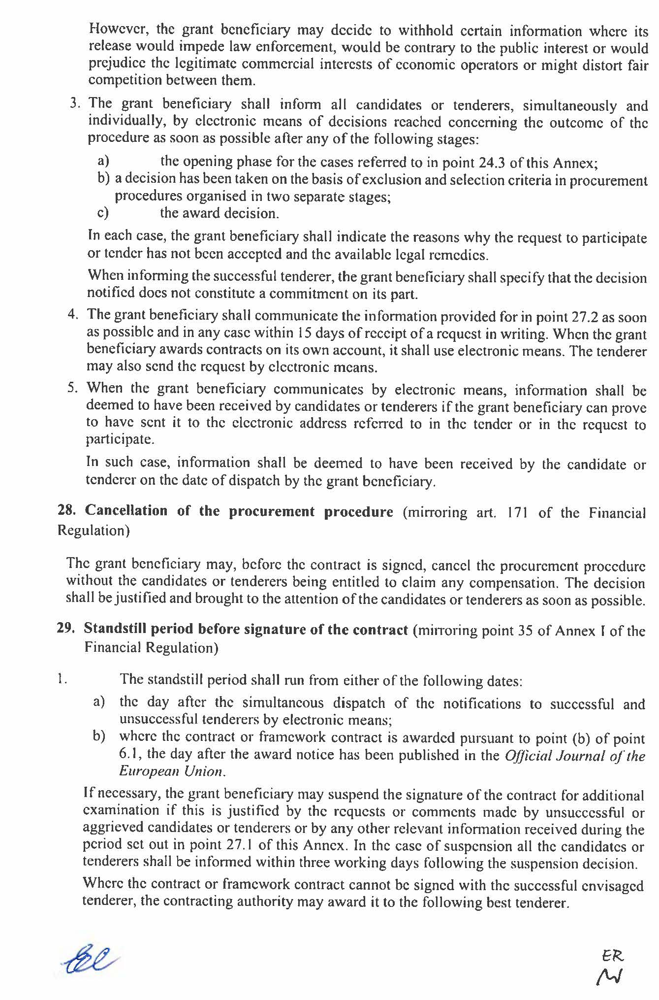 However, the grant beneficiary may decide to withhold certain information where its
release would impede law enforcement, would be contrary to the public interest or would
prejudice the legitimate commercial interests of economic operators or might distort fair
competition between them.
3. The grant beneficiary shall inform all candidates or tenderers, simultaneously and
individually, by electronic means of decisions reached concerning the outcome of the
procedure as soon as possible after any of the following stages:
a) the opening phase for the cases referred to in point 24.3 of this Annex;
b) a decision has been taken on the basis of exclusion and selection criteria in procurement
procedures organised in two separate stages;
c) the award decision.
In each case, the grant beneficiary shall indicate the reasons why the request to participate
or tender has not been accepted and the available legal remedies.
When informing the successful tenderer, the grant beneficiary shall specify that the decision
notified does not constitute a commitment on its part.
4. The grant beneficiary shall communicate the information provided for in point 27.2 as soon
as possible and in any case within 15 days of receipt of a request in writing. When the grant
beneficiary awards contracts on its own account, it shall use electronic means. The tenderer
may also send the request by electronic means.
5. When the grant beneficiary communicates by electronic means, information shall be
deemed to have been received by candidates or tenderers if the grant beneficiary can prove
to have sent it to the electronic address referred to in the tender or in the request to
participate.
In such case, information shall be deemed to have been received by the candidate or
tenderer on the date of dispatch by the grant beneficiary.
28. Cancellation of the procurement procedure (mirroring art. 171 of the Financial
Regulation)
The grant beneficiary may, before the contract is signed, cancel the procurement procedure
without the candidates or tenderers being entitled to claim any compensation. The decision
shall be justified and brought to the attention of the candidates or tenderers as soon as possible.
29. Standstill period before signature of the contract (mirroring point 35 of Annex I of the
Financial Regulation)
1. The standstill period shall run from either of the following dates:
a) the day after the simultaneous dispatch of the notifications to successful and
unsuccessful tenderers by electronic means;
b) where the contract or framework contract is awarded pursuant to point (b) of point
6.1, the day after the award notice has been published in the Official Journal of the
European Union.
If necessary, the grant beneficiary may suspend the signature of the contract for additional
examination if this is justified by the requests or comments made by unsuccessful or
aggrieved candidates or tenderers or by any other relevant information received during the
period set out in point 27.1 of this Annex. In the case of suspension all the candidates or
tenderers shall be informed within three working days following the suspension decision.
Where the contract or framework contract cannot be signed with the successful envisaged
tenderer, the contracting authority may award it to the following best tenderer.
ER